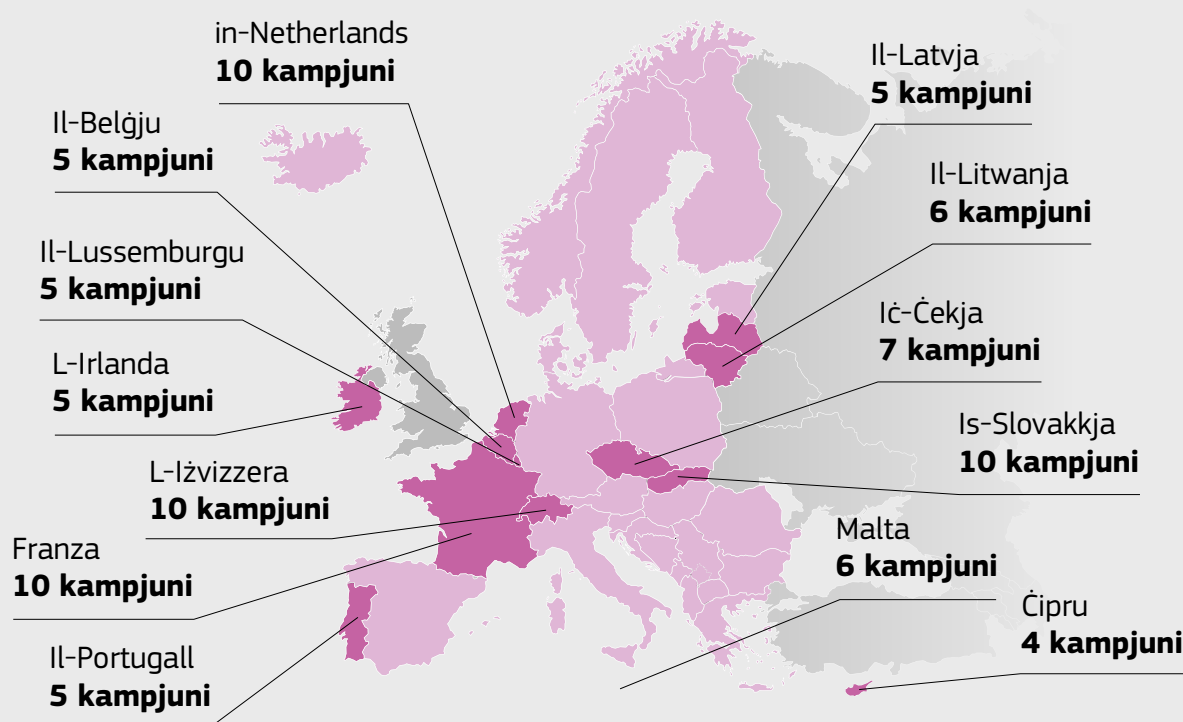 in-Netherlands
10 kampjuni
Il-Belġju
5 kampjuni
Il-Lussemburgu
5 kampjuni
L-Irlanda
5 kampjuni
L-Iżvizzera
10 kampjuni
Franza
10 kampjuni
Il-Portugall
5 kampjuni
Il-Latvja
5 kampjuni
Il-Litwanja
6 kampjuni
Iċ-Ċekja
7 kampjuni
Is-Slovakkja
10 kampjuni
Malta
6 kampjuni
Ċipru
4 kampjuni